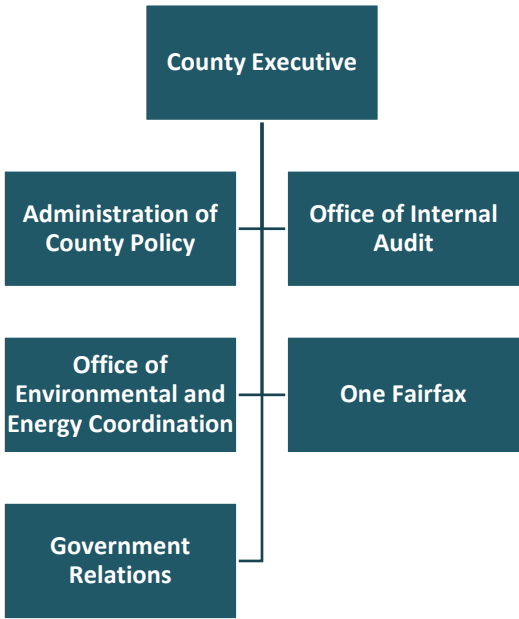 County Executive
Administration of
County Policy
Office of Internal
Audit
Office of
Environmental and
Energy Coordination
One Fairfax
Government
Relations